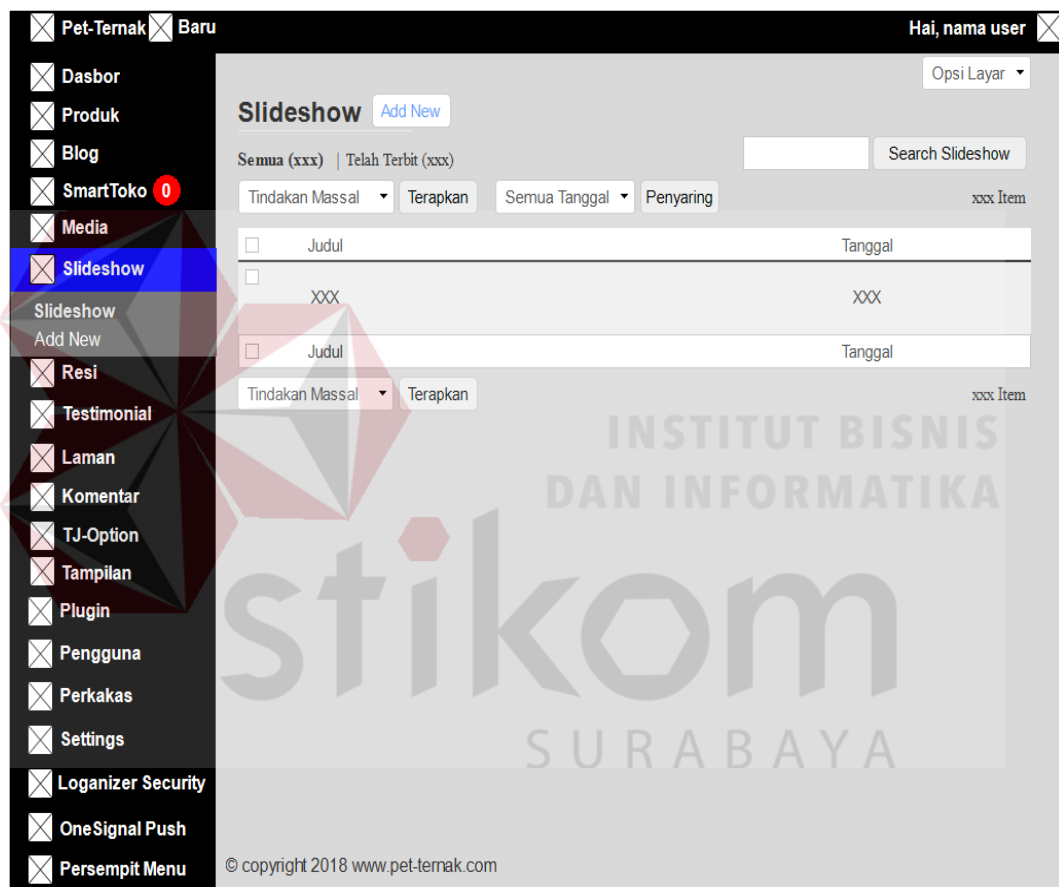 Pet-Ternak Baru Hai, nama user
Dasbor
Produk
Blog
SmartToko 0
Media
Slideshow
Slideshow
Add New
Resi
Testimonial
Laman
Komentar
TJ-Option
Tampilan
Plugin
Pengguna
Perkakas
Settings
Loganizer Security
OneSignal Push
Persempit Menu
Opsi Layar
Slideshow Add New
Semua (xxx) | Telah Terbit (xxx) Search Slideshow
Tindakan Massal Terapkan Semua Tanggal Penyaring xxx Item
Judul Tanggal
XXX XXX
Judul Tanggal
Tindakan Massal Terapkan xxx Item
INSTITUT BISNIS
DAN INFORMATIKA
stikom
SURABAYA
© copyright 2018 www.pet-ternak.com